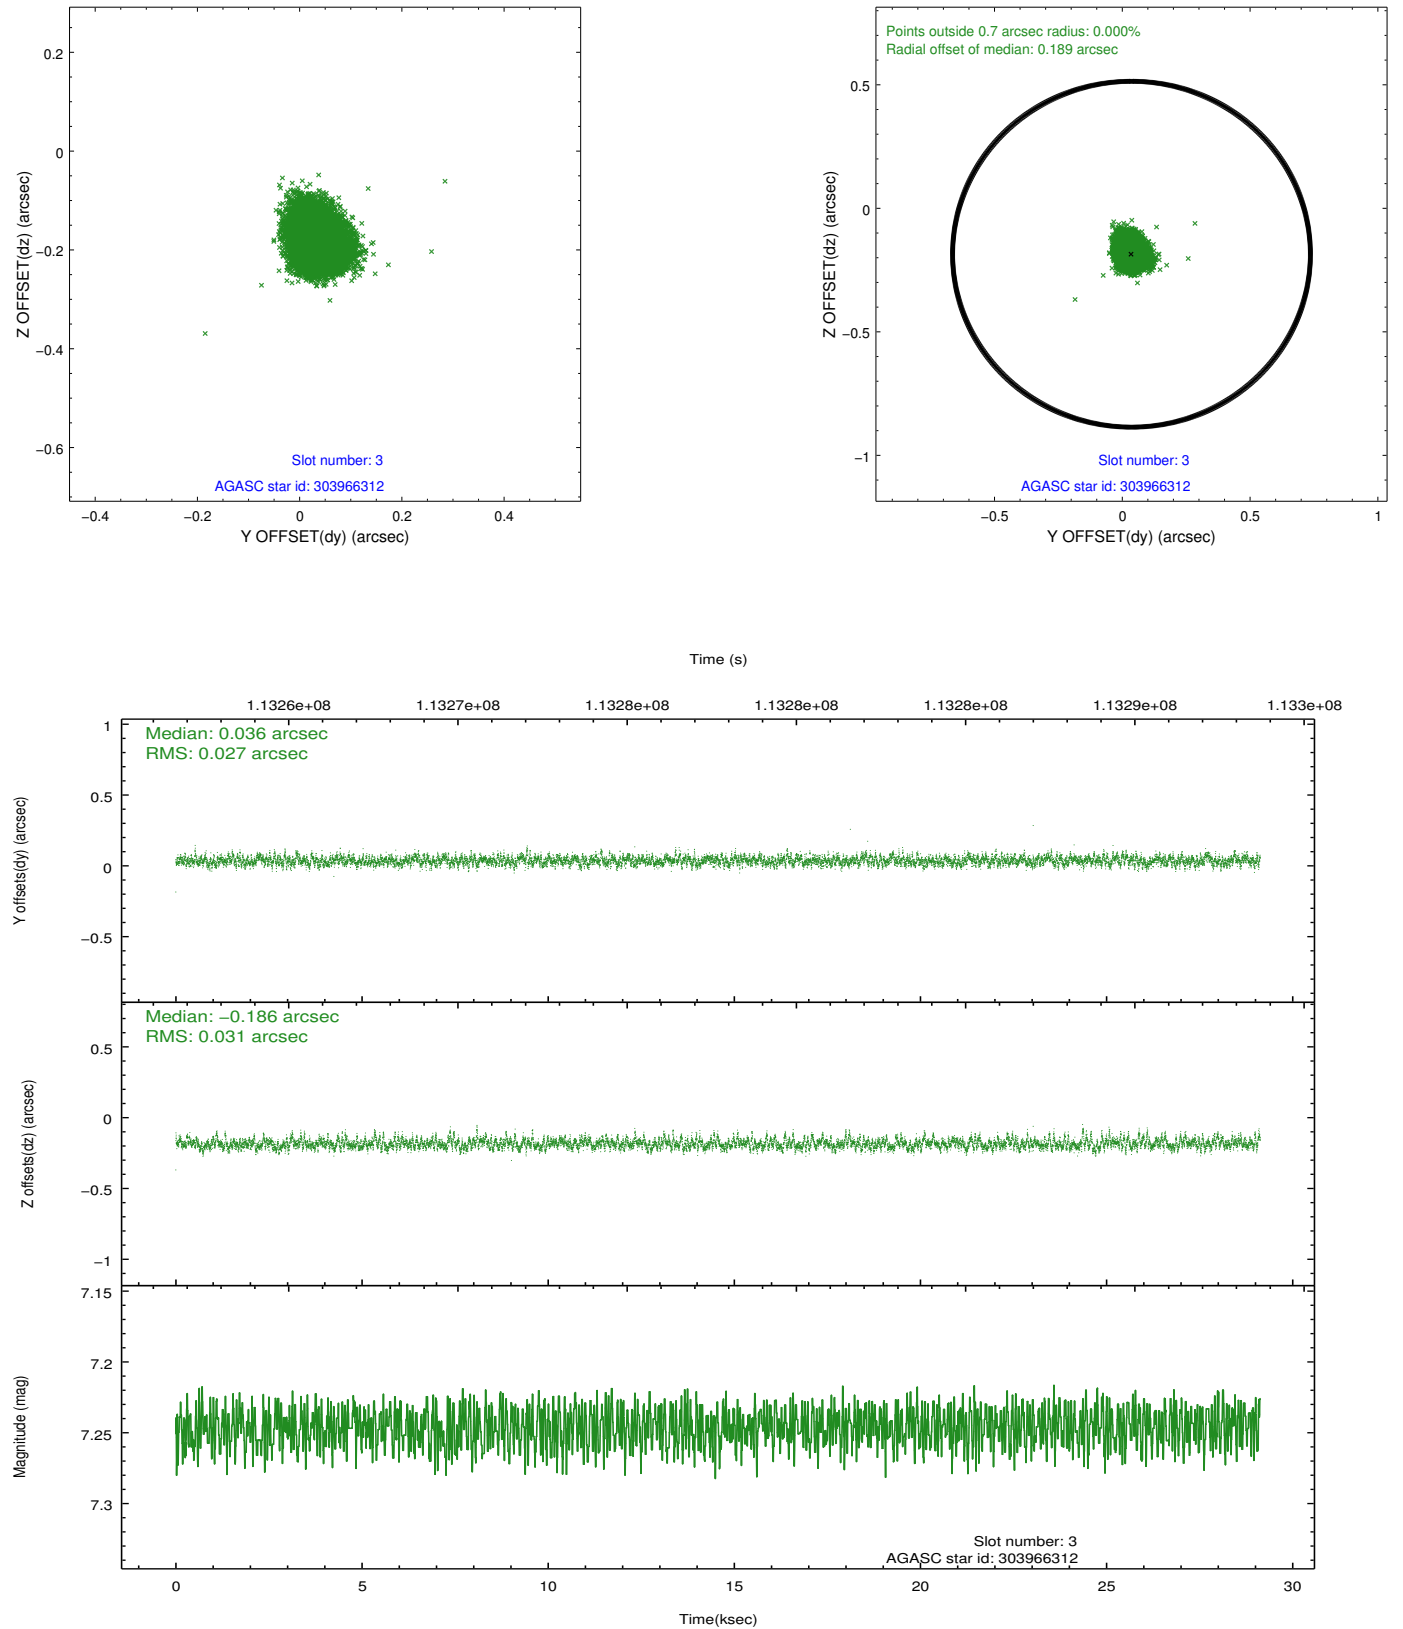 0.2
0
−0.2
−0.4
−0.6
Z OFFSET(dz) (arcsec)
Slot number: 3
AGASC star id: 303966312
−0.4 −0.2 0 0.2 0.4
Y OFFSET(dy) (arcsec)
Points outside 0.7 arcsec radius: 0.000%
Radial offset of median: 0.189 arcsec
0.5
0
−0.5
−1
Z OFFSET(dz) (arcsec)
Slot number: 3
AGASC star id: 303966312
−0.5 0 0.5 1
Y OFFSET(dy) (arcsec)
Time (s)
1.1326e+08 1.1327e+08 1.1328e+08 1.1328e+08 1.1328e+08 1.1329e+08 1.133e+08
Median: 0.036 arcsec
RMS: 0.027 arcsec
1
0.5
0
−0.5
Y offsets(dy) (arcsec)
Median: −0.186 arcsec
RMS: 0.031 arcsec
0.5
0
−0.5
−1
Z offsets(dz) (arcsec)
7.15
7.2
7.25
7.3
Magnitude (mag)
Slot number: 3
AGASC star id: 303966312
0 5 10 15 20 25 30
Time(ksec)